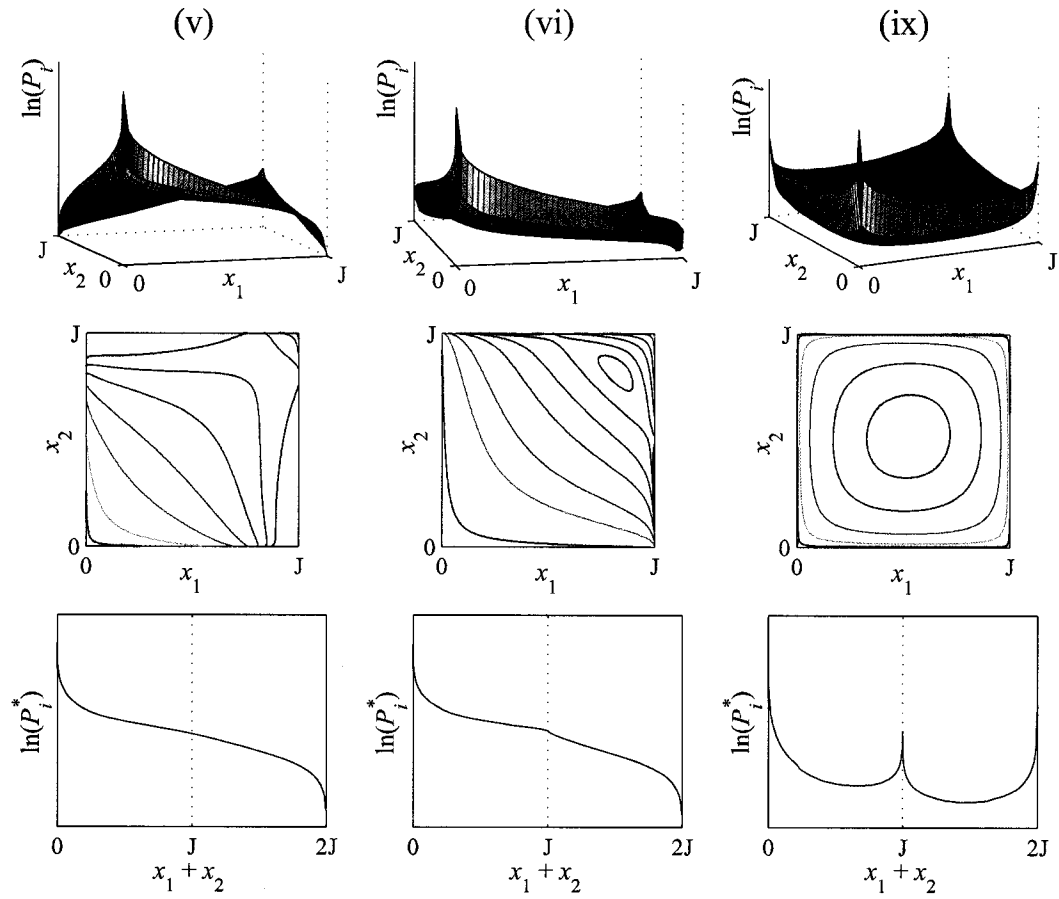 (v) (vi) (ix)
ln(P_i) ln(P_i) ln(P_i)
J J J
x_2 x_2 x_2
0 0 0 0 0 0
x_1 x_1 x_1
J J J
J J J
x_2 x_2 x_2
0 0 0
0 J 0 J 0 J
x_1 x_1 x_1
ln(P_i^*) ln(P_i^*) ln(P_i^*)
0 J 2J 0 J 2J 0 J 2J
x_1 + x_2 x_1 + x_2 x_1 + x_2